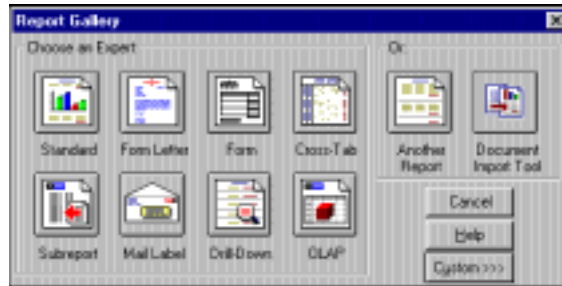 Report Gallery
Choose an Expert
Or
Standard
Form Letter
Form
Cross-Tab
Another
Report
Document
Import Tool
Subreport
Mail Label
Drill-Down
OLAP
Cancel
Help
Custom >>>